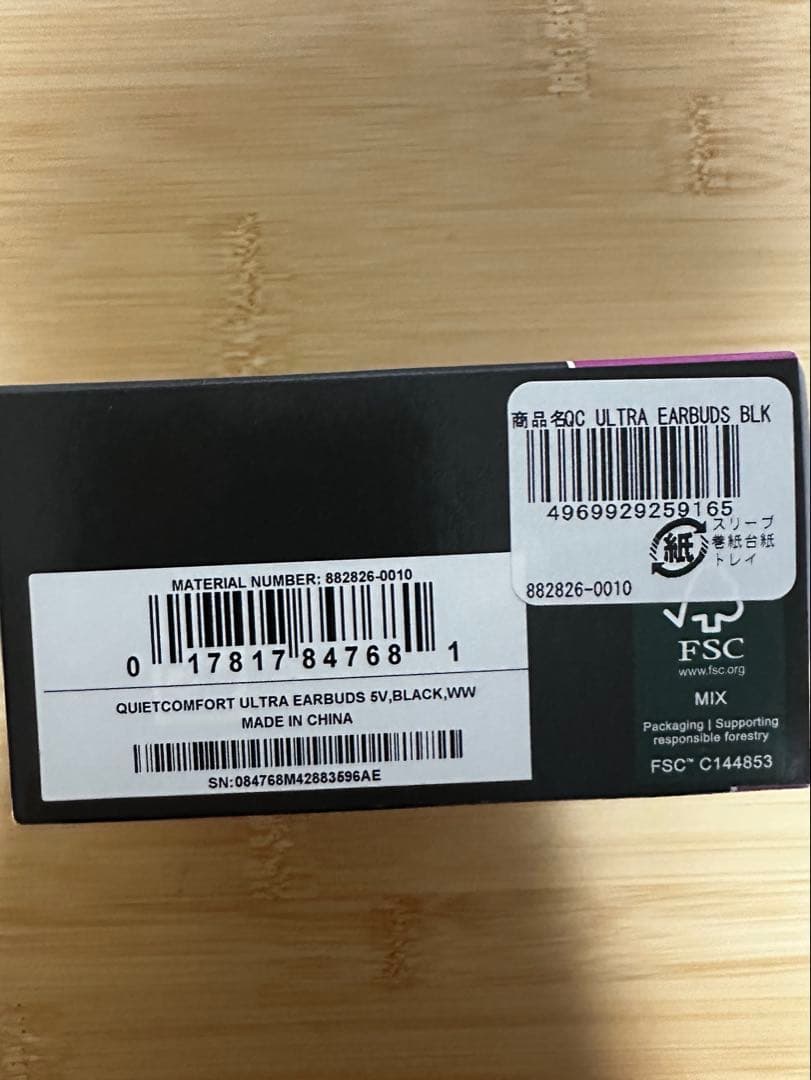 商品名QC ULTRA EARBUDS BLK
4969929259165
紙
スリーブ
巻紙台紙
トレイ
882826-0010
MATERIAL NUMBER: 882826-0010
0 17817 84768 1
QUIETCOMFORT ULTRA EARBUDS 5V,BLACK,WW
MADE IN CHINA
SN:084768M42883596AE
FSC
www.fsc.org
MIX
Packaging | Supporting
responsible forestry
FSC™ C144853